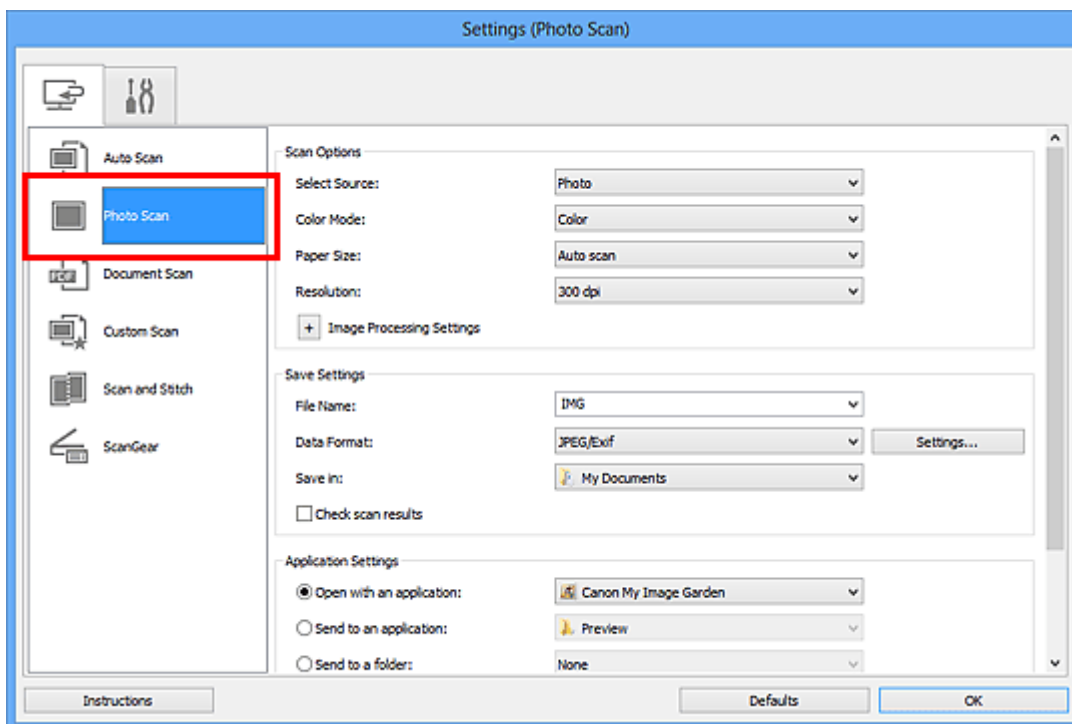 Settings (Photo Scan)
Auto Scan
Photo Scan
Document Scan
Custom Scan
Scan and Stitch
ScanGear
Scan Options
Select Source: Photo
Color Mode: Color
Paper Size: Auto scan
Resolution: 300 dpi
+ Image Processing Settings
Save Settings
File Name: IMG
Data Format: JPEG/Exif Settings...
Save in: My Documents
Check scan results
Application Settings
Open with an application: Canon My Image Garden
Send to an application: Preview
Send to a folder: None
Instructions Defaults OK